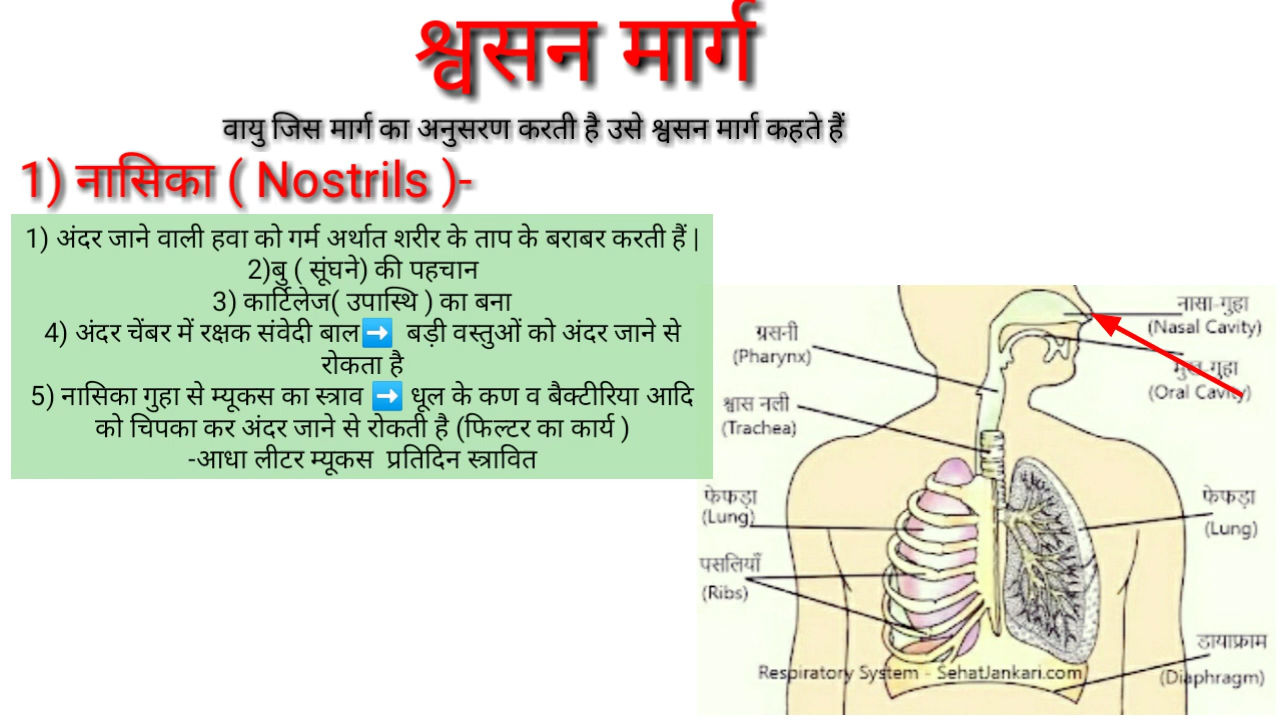 श्वसन मार्ग
वायु जिस मार्ग का अनुसरण करती है उसे श्वसन मार्ग कहते हैं
1) नासिका ( Nostrils )-
1) अंदर जाने वाली हवा को गर्म अर्थात शरीर के ताप के बराबर करती हैं |
2)बु ( सूंघने) की पहचान
3) कार्टिलेज( उपास्थि ) का बना
4) अंदर चेंबर में रक्षक संवेदी बाल➡️ बड़ी वस्तुओं को अंदर जाने से
रोकता है
5) नासिका गुहा से म्यूकस का स्त्राव ➡️ धूल के कण व बैक्टीरिया आदि
को चिपका कर अंदर जाने से रोकती है (फिल्टर का कार्य )
-आधा लीटर म्यूकस प्रतिदिन स्त्रावित
नासा-गुहा
(Nasal Cavity)
ग्रसनी
(Pharynx)
मुख-गुहा
(Oral Cavity)
श्वास नली
(Trachea)
फेफड़ा
(Lung)
फेफड़ा
(Lung)
पसलियाँ
(Ribs)
डायाफ्राम
(Diaphragm)
Respiratory System - SehatJankari.com